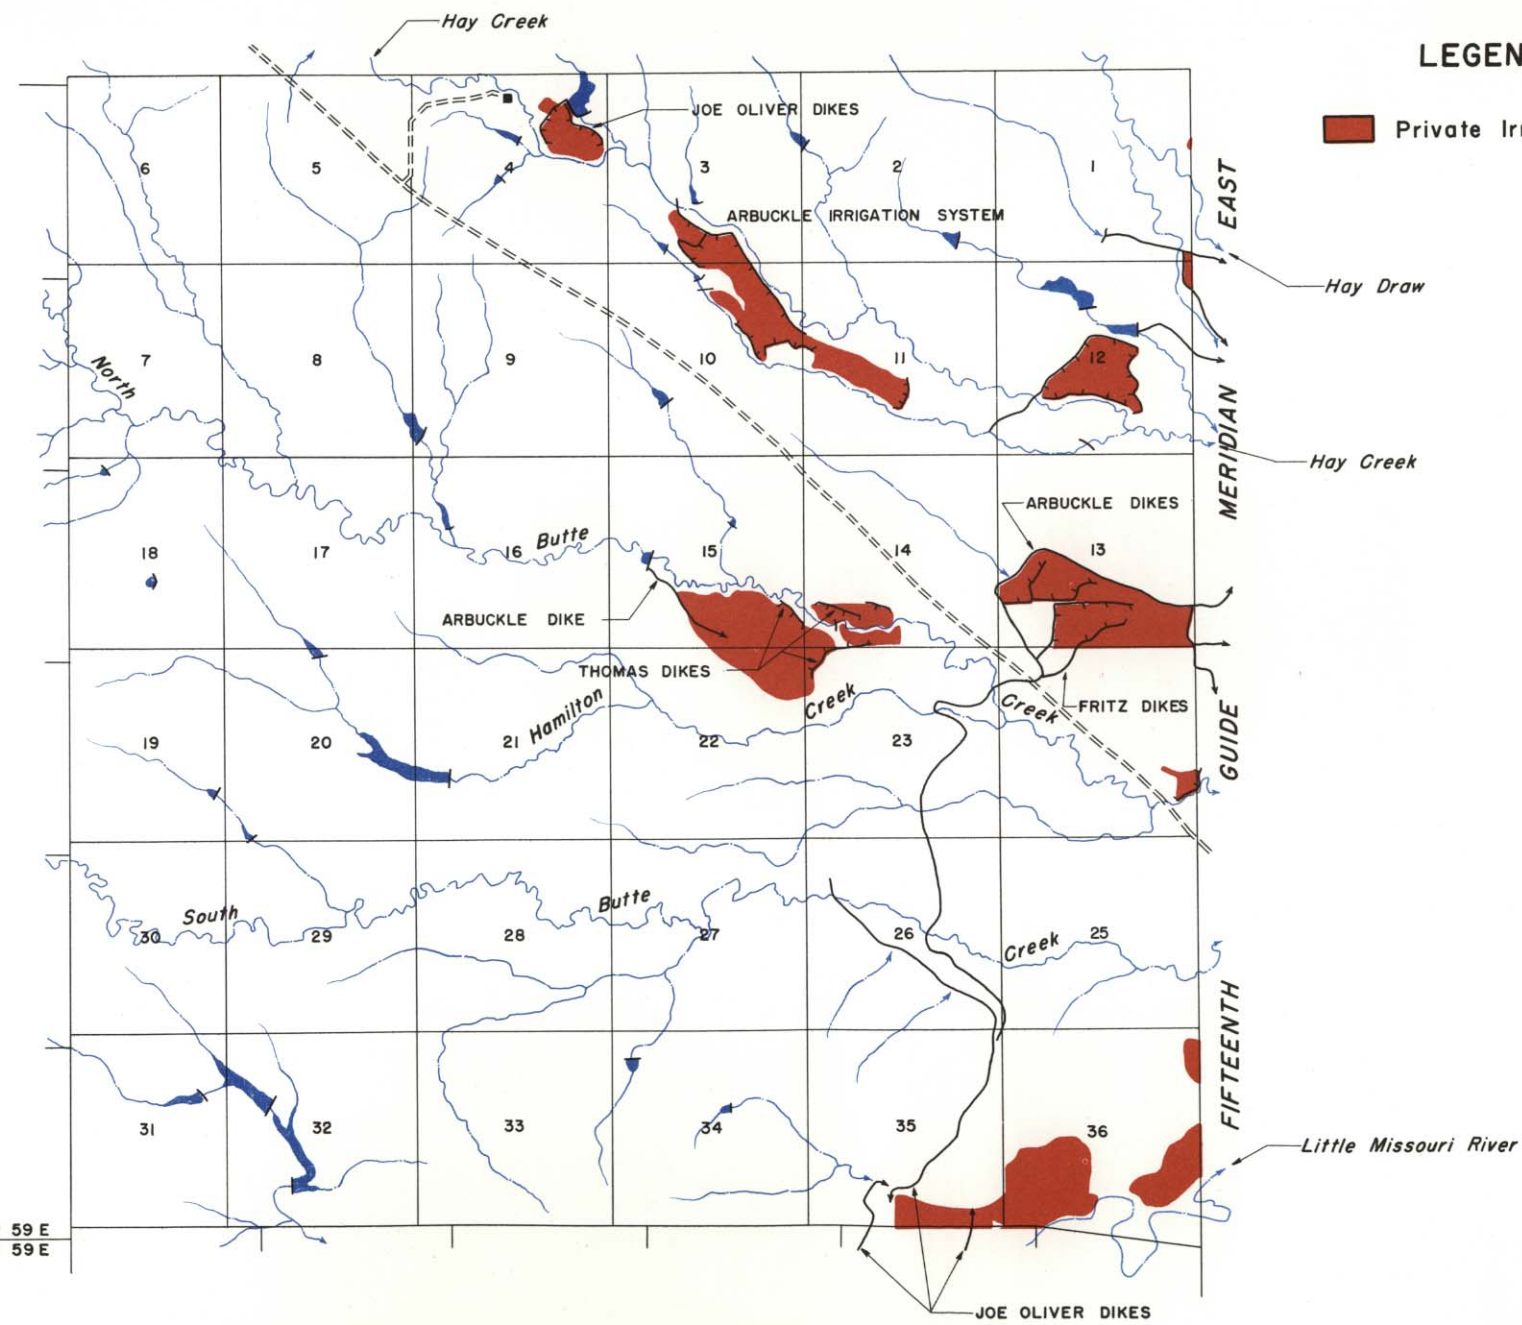 Hay Creek
LEGEN
JOE OLIVER DIKES
Private Irr
6
5
4
3
2
1
EAST
ARBUCKLE IRRIGATION SYSTEM
Hay Draw
North
7
8
9
10
11
12
MERIDIAN
Hay Creek
ARBUCKLE DIKES
18
17
16
Butte
15
14
13
ARBUCKLE DIKE
THOMAS DIKES
Hamilton
Creek
Creek
FRITZ DIKES
19
20
21
22
23
GUIDE
South
Butte
30
29
28
27
26
Creek
25
FIFTEENTH
31
32
33
34
35
36
Little Missouri River
59 E
59 E
JOE OLIVER DIKES